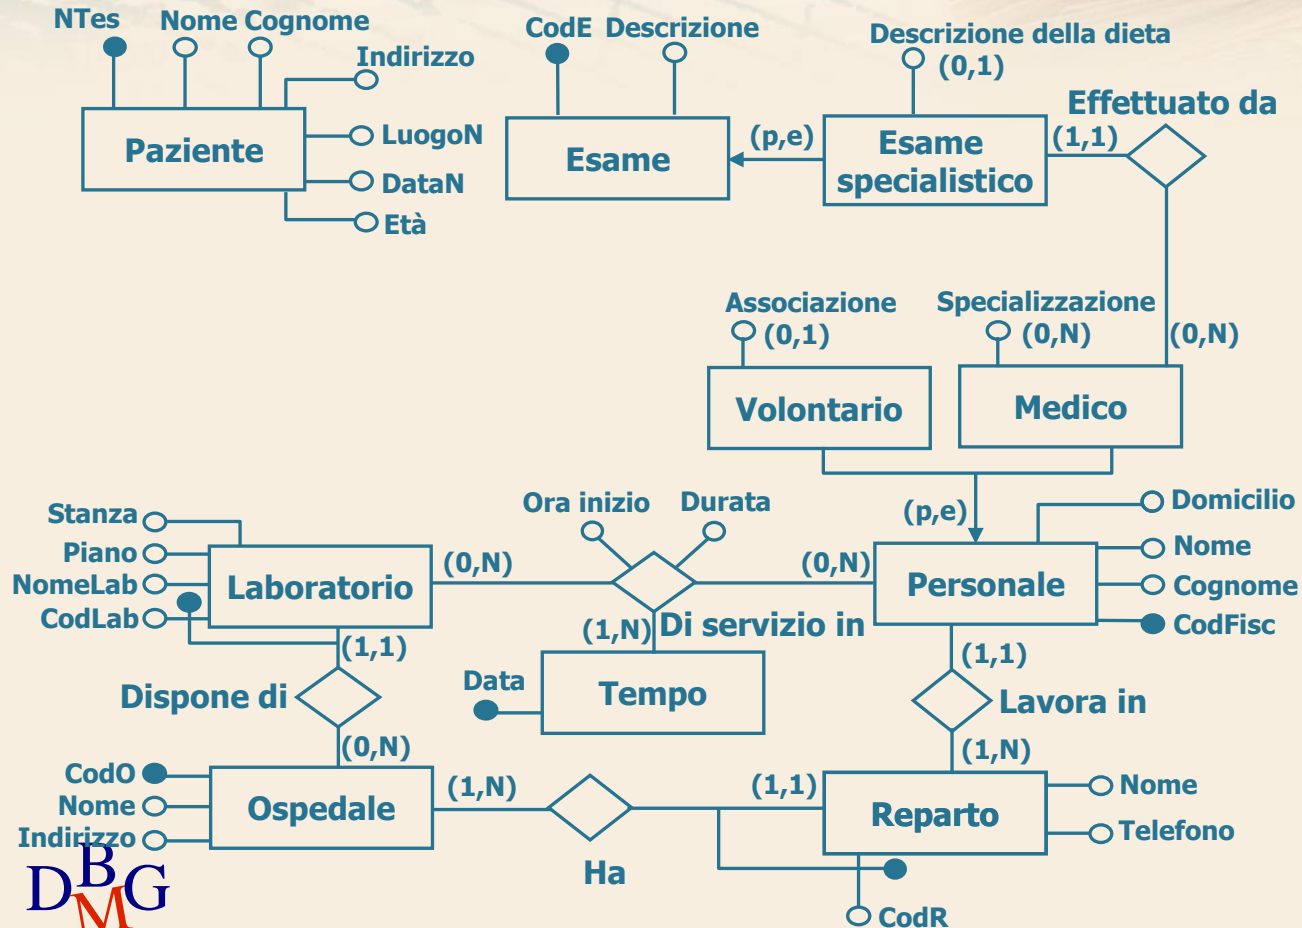 NTes
Nome Cognome
Indirizzo
Paziente
LuogoN
DataN
Età
CodE Descrizione
Esame
(p,e)
Descrizione della dieta
(0,1)
Esame
specialistico
Effettuato da
(1,1)
(0,N)
Associazione
(0,1)
Specializzazione
(0,N)
Volontario
Medico
(p,e)
Domicilio
Nome
Cognome
CodFisc
Personale
Ora inizio
Durata
(0,N)
(0,N)
(1,N)
Di servizio in
Stanza
Piano
NomeLab
CodLab
Laboratorio
(1,1)
Dispone di
(0,N)
Data
Tempo
(1,1)
Lavora in
(1,N)
CodO
Nome
Indirizzo
Ospedale
(1,N)
Ha
(1,1)
Reparto
Nome
Telefono
CodR
DBMG